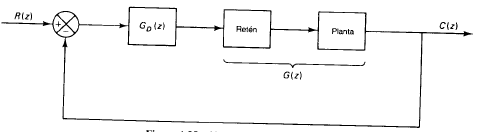 R(z)
+
−
G_D(z)
Retén
Planta
C(z)
G(z)